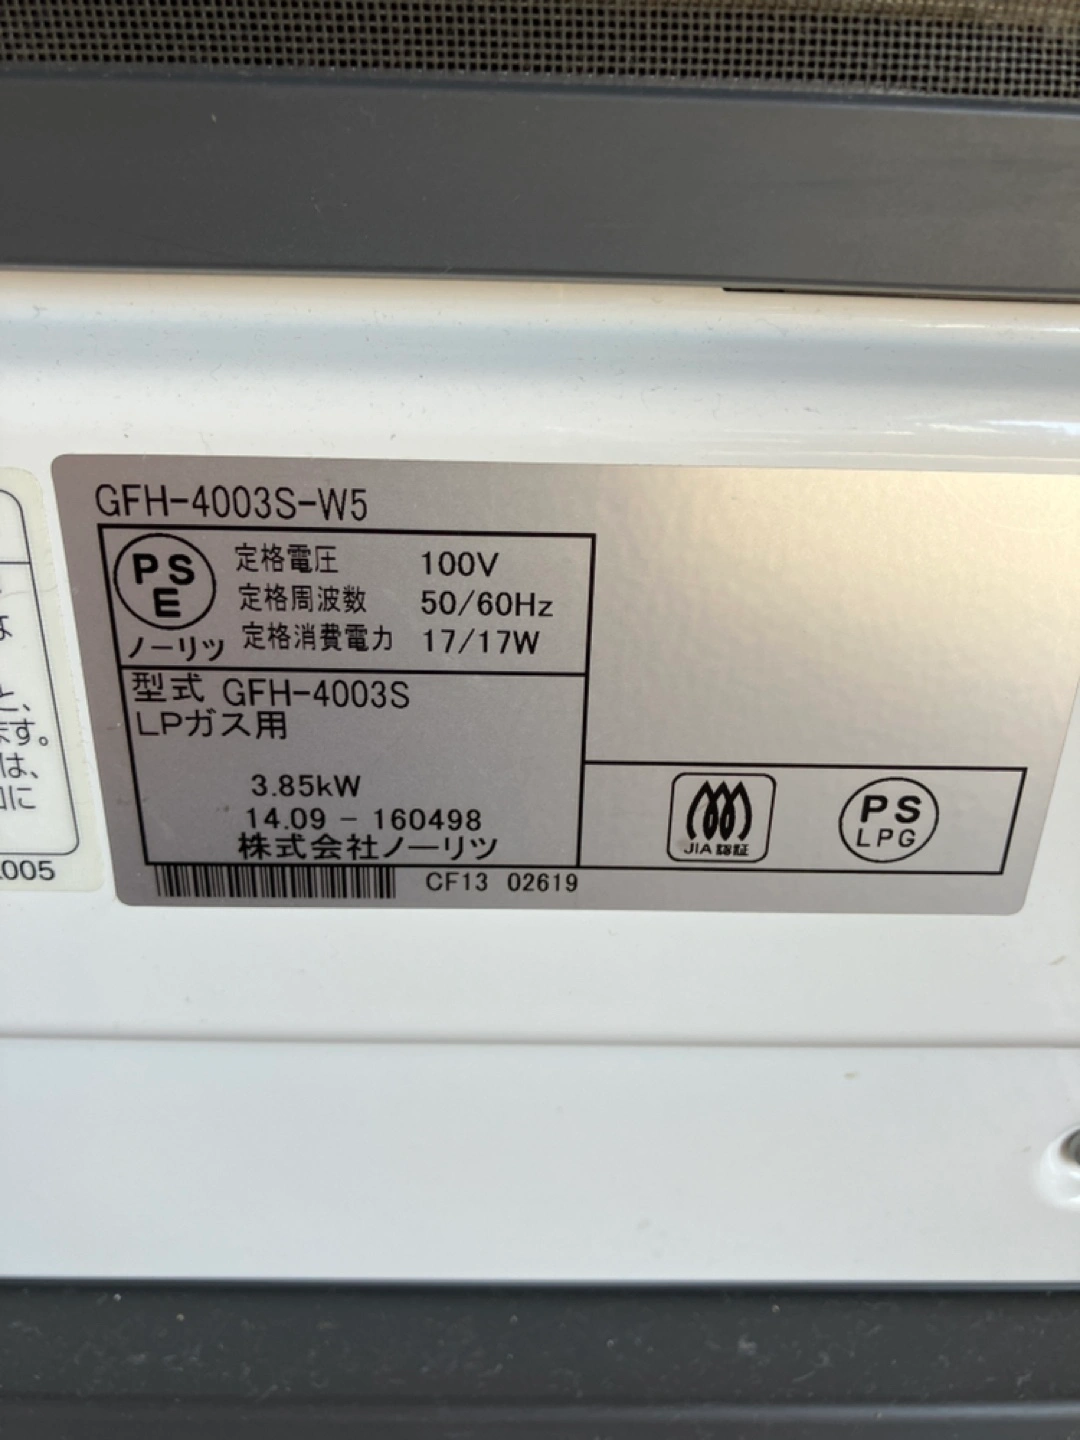 GFH-4003S-W5
PS
E
定格電圧 100V
定格周波数 50/60Hz
ノーリツ 定格消費電力 17/17W
型式 GFH-4003S
LPガス用
3.85kW
14.09 - 160498
株式会社ノーリツ
JIA 認証
PS
LPG
CF13 02619
と、
ます。
は、
に
005